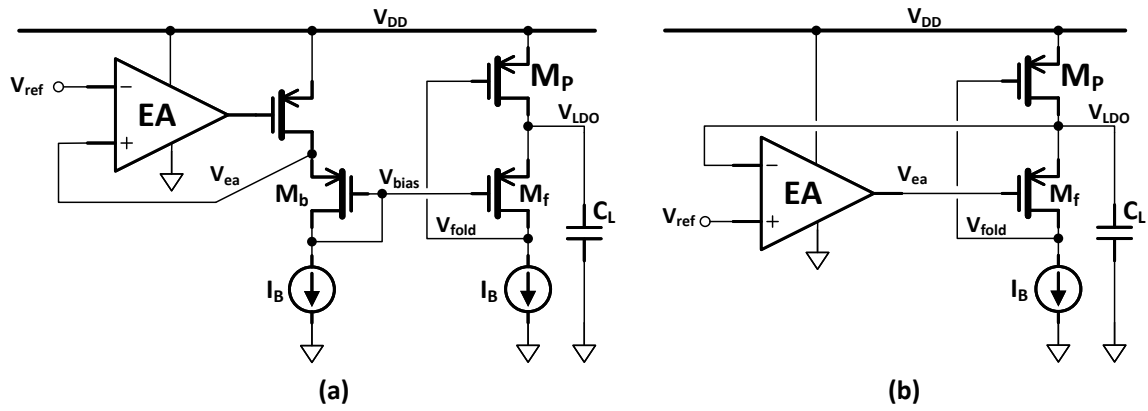 V_DD
V_ref
−
+
EA
M_P
V_LDO
V_ea
M_b
V_bias
M_f
V_fold
C_L
I_B
I_B
(a)
V_DD
M_P
V_LDO
−
+
EA
V_ea
V_ref
M_f
V_fold
C_L
I_B
(b)